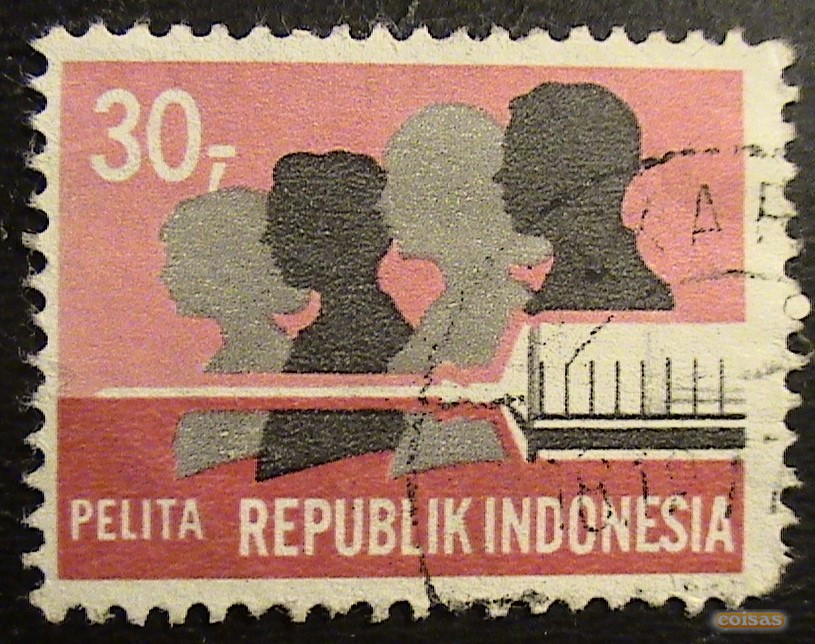 30,-
PELITA REPUBLIK INDONESIA
coisas